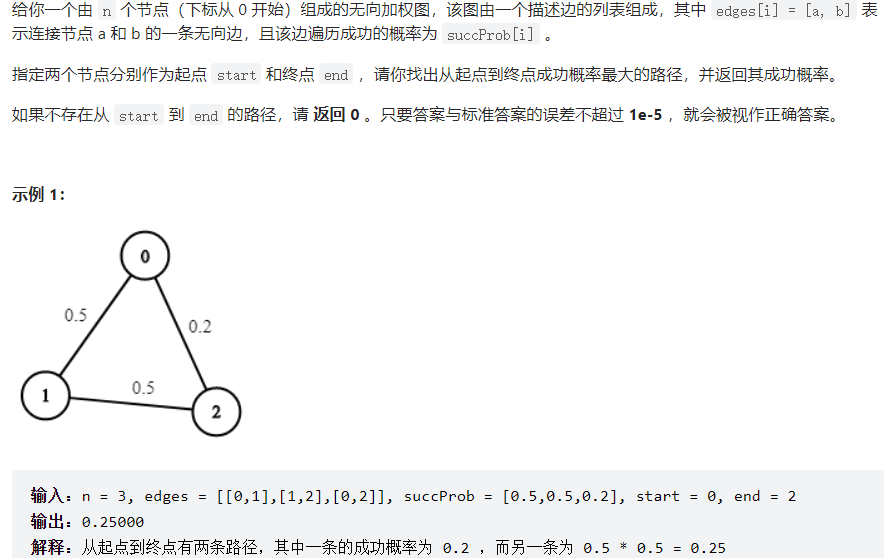 给你一个由 n 个节点（下标从 0 开始）组成的无向加权图，该图由一个描述边的列表组成，其中 edges[i] = [a, b] 表
示连接节点 a 和 b 的一条无向边，且该边遍历成功的概率为 succProb[i] 。
指定两个节点分别作为起点 start 和终点 end ，请你找出从起点到终点成功概率最大的路径，并返回其成功概率。
如果不存在从 start 到 end 的路径，请 返回 0 。只要答案与标准答案的误差不超过 1e-5 ，就会被视作正确答案。
示例 1：
0
0.5
0.2
1
0.5
2
输入：n = 3, edges = [[0,1],[1,2],[0,2]], succProb = [0.5,0.5,0.2], start = 0, end = 2
输出：0.25000
解释：从起点到终点有两条路径，其中一条的成功概率为 0.2 ，而另一条为 0.5 * 0.5 = 0.25